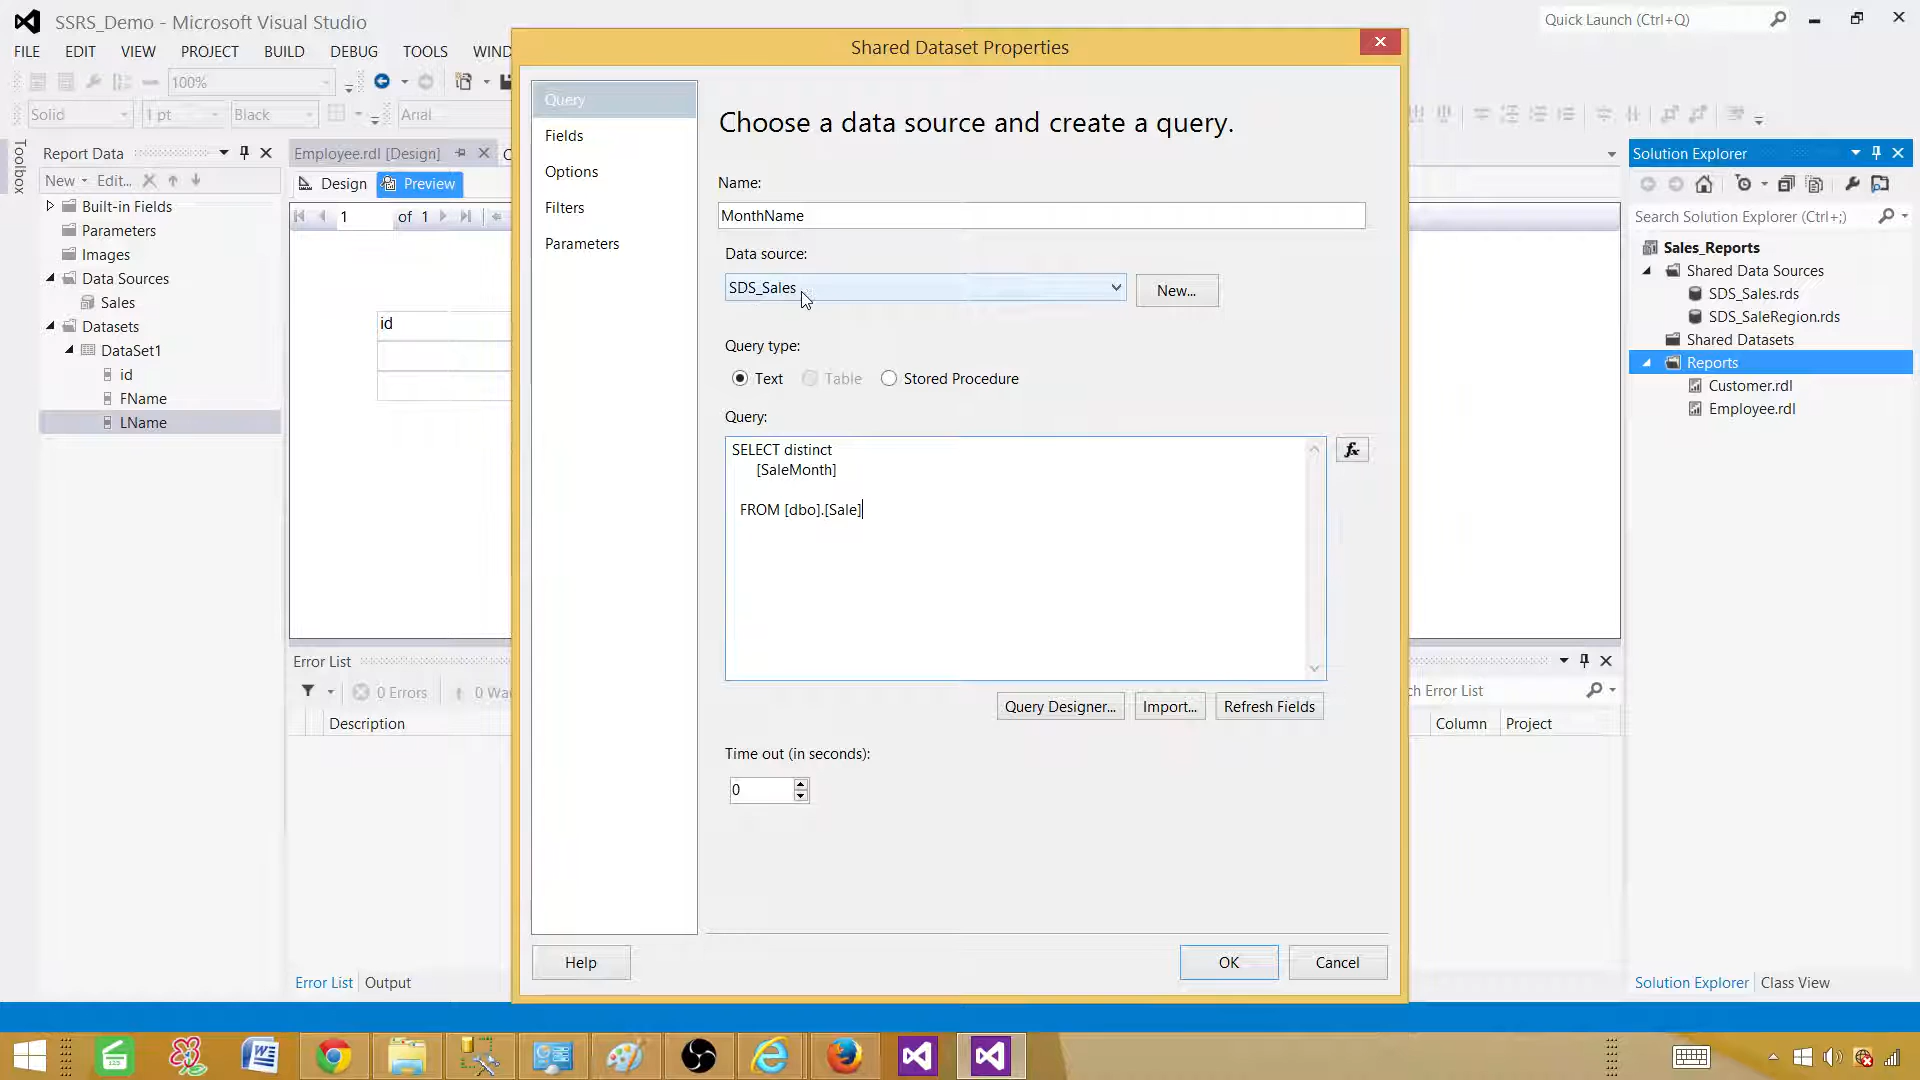 SSRS_Demo - Microsoft Visual Studio
Quick Launch (Ctrl+Q)
FILE EDIT VIEW PROJECT BUILD DEBUG TOOLS WIND
100%
Solid 1 pt Black Arial
Toolbox
Report Data
New Edit...
Built-in Fields
Parameters
Images
Data Sources
Sales
Datasets
DataSet1
id
FName
LName
Employee.rdl [Design]
Design Preview
1 of 1
id
Shared Dataset Properties
Query
Fields
Options
Filters
Parameters
Choose a data source and create a query.
Name:
MonthName
Data source:
SDS_Sales
New...
Query type:
Text Table Stored Procedure
Query:
SELECT distinct
[SaleMonth]
FROM [dbo].[Sale]
fx
Query Designer... Import... Refresh Fields
Time out (in seconds):
0
Help OK Cancel
Solution Explorer
Search Solution Explorer (Ctrl+;)
Sales_Reports
Shared Data Sources
SDS_Sales.rds
SDS_SaleRegion.rds
Shared Datasets
Reports
Customer.rdl
Employee.rdl
Error List
0 Errors 0 Wa
ch Error List
Description Column Project
Error List Output
Solution Explorer Class View